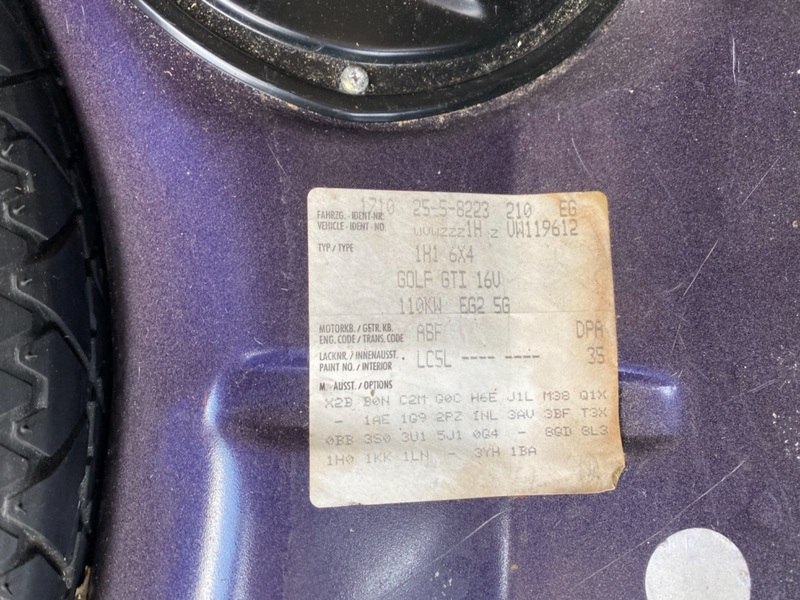 1710 25-5-8223 210 EG
FAHRZG.-IDENT-NR. VEHICLE-IDENT-NO. WVWZZZ1H Z VW119612
TYP/TYPE 1H1 6X4
GOLF GTI 16V
110KW EG2 5G
MOTORKB./GETR.KB. ENG.CODE/TRANS.CODE ABF DPA
LACKNR./INNENAUSST. PAINT NO./INTERIOR LC5L ---- ---- 35
M.-AUSST./OPTIONS
X2B B0N C2M G0C H6E J1L M38 Q1X
- 1AE 1G9 2PZ INL 3AV 3BF T3X
0BB 3S0 3U1 5J1 0G4 - 8GD 8L3
1H0 1KK 1LN - 3YH 1BA